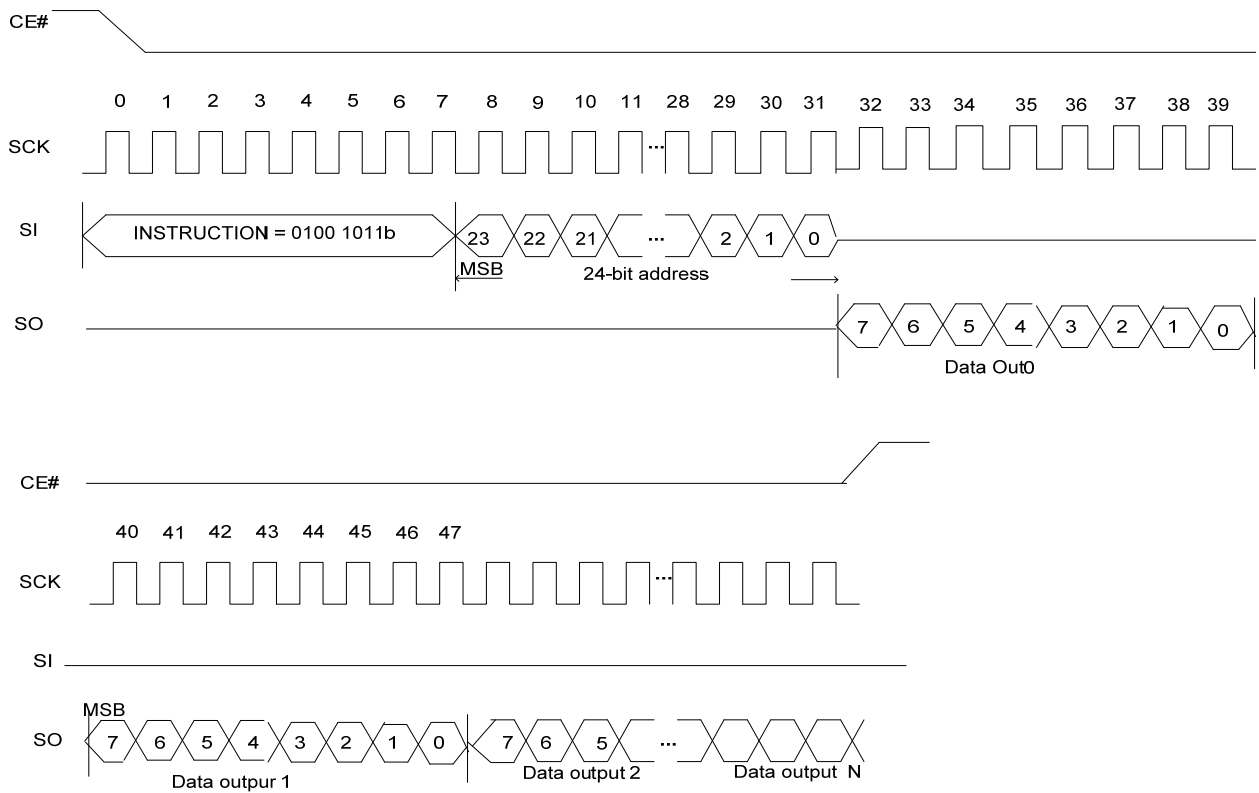 CE#
0 1 2 3 4 5 6 7 8 9 10 11 28 29 30 31 32 33 34 35 36 37 38 39
SCK ...
SI INSTRUCTION = 0100 1011b 23 22 21 ... 2 1 0
MSB 24-bit address
SO 7 6 5 4 3 2 1 0
Data Out0
CE#
40 41 42 43 44 45 46 47
SCK ...
SI
MSB
SO 7 6 5 4 3 2 1 0 7 6 5 ...
Data outpur 1 Data output 2 Data output N